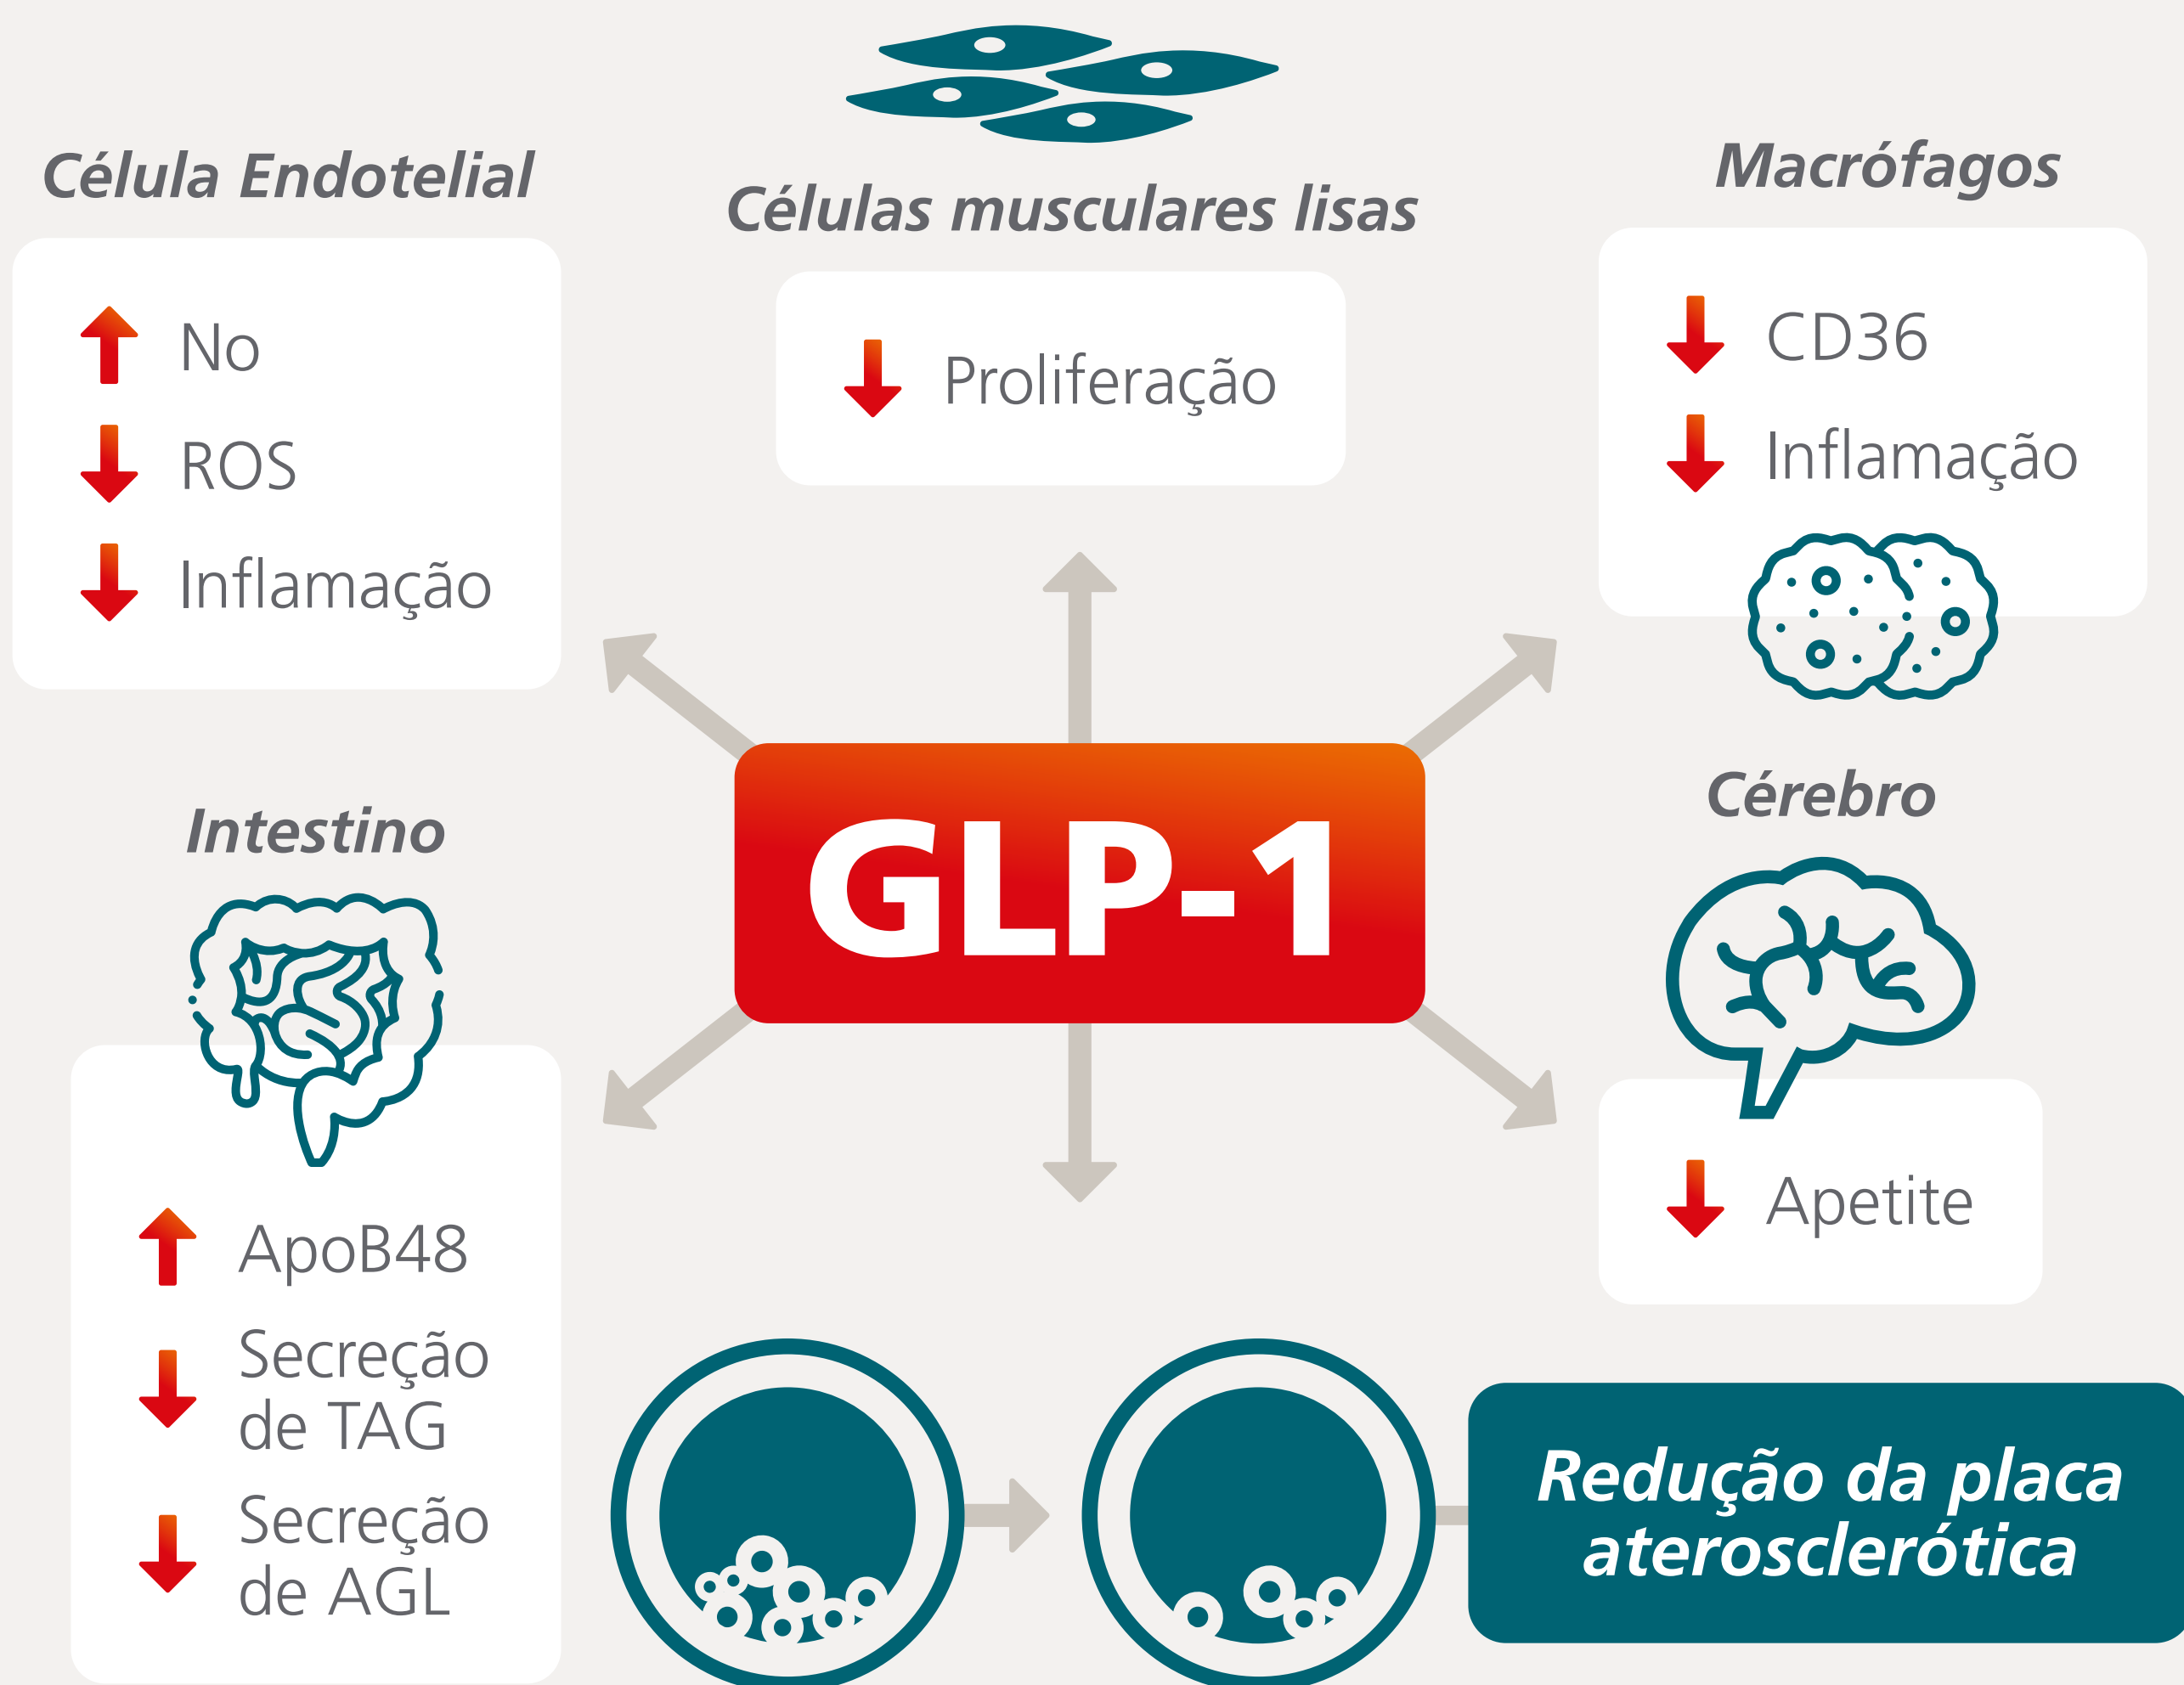 Célula Endotelial
No
ROS
Inflamação
Células musculares lisas
Proliferação
Macrófagos
CD36
Inflamação
GLP-1
Intestino
ApoB48
Secreção
de TAG
Secreção
de AGL
Cérebro
Apetite
Redução da placa
aterosclerótica